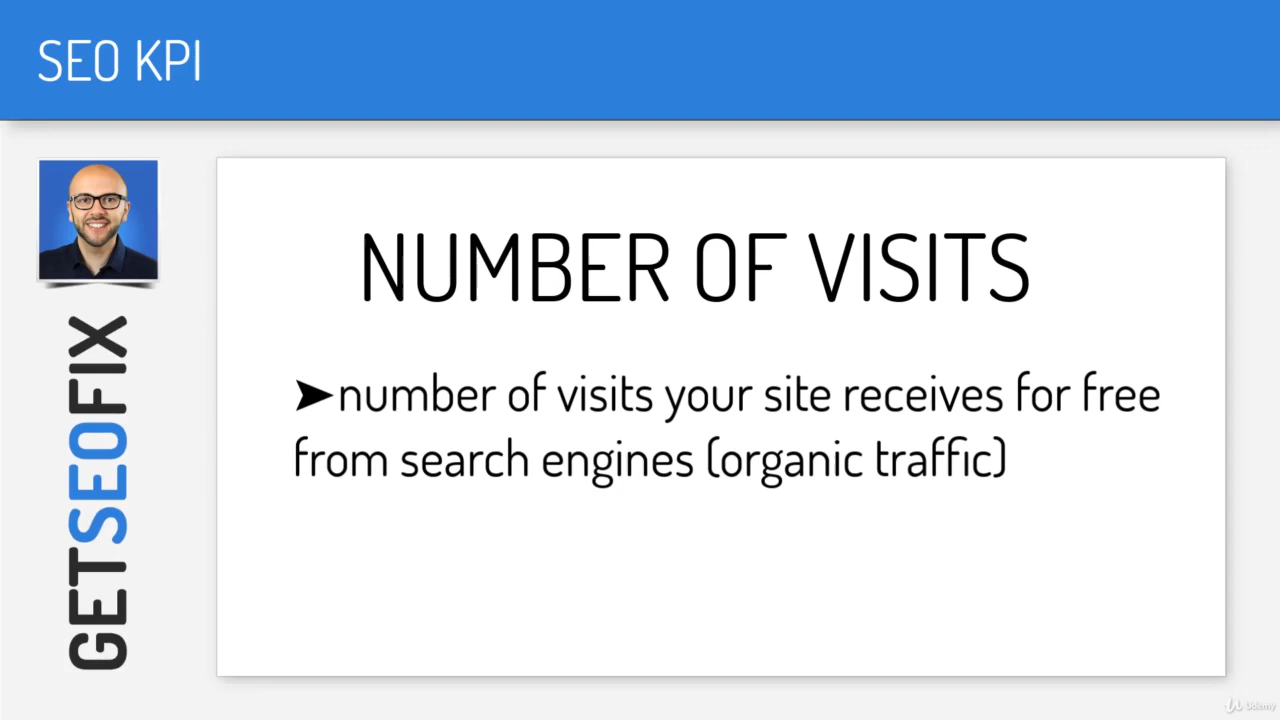 SEO KPI
GETSEOFIX
NUMBER OF VISITS
➤number of visits your site receives for free
from search engines (organic traffic)
Udemy